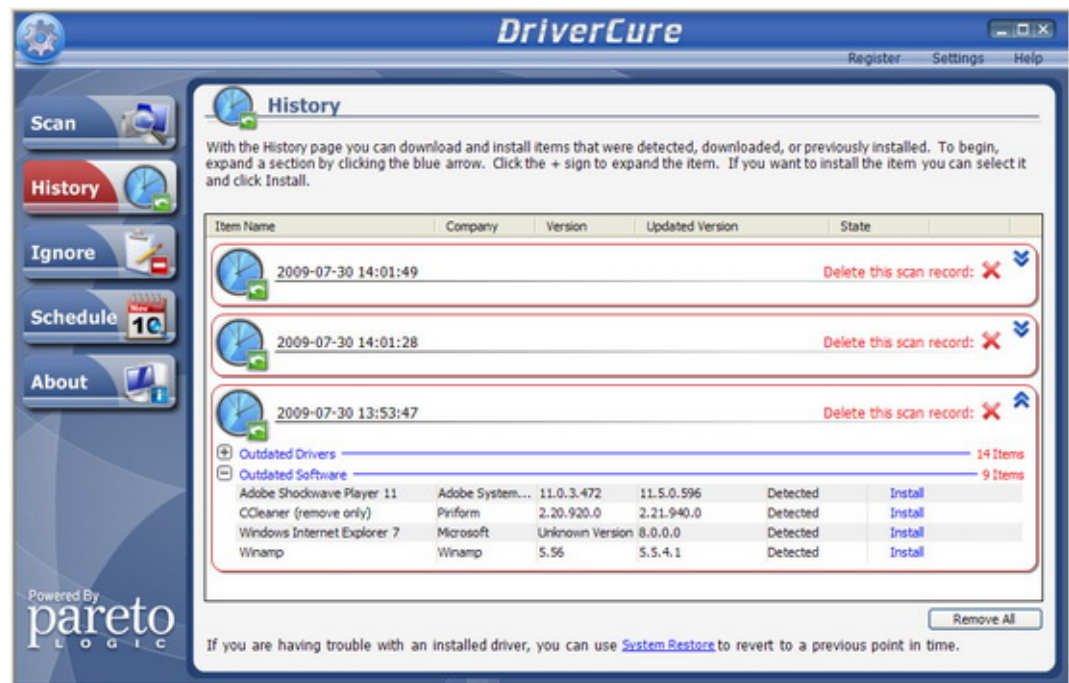 DriverCure
Register Settings Help
Scan
History
Ignore
Schedule
Nov
10
About
Powered By
pareto
LOGIC
History
With the History page you can download and install items that were detected, downloaded, or previously installed. To begin,
expand a section by clicking the blue arrow. Click the + sign to expand the item. If you want to install the item you can select it
and click Install.
Item Name Company Version Updated Version State
2009-07-30 14:01:49 Delete this scan record:
2009-07-30 14:01:28 Delete this scan record:
2009-07-30 13:53:47 Delete this scan record:
Outdated Drivers 14 Items
Outdated Software 9 Items
Adobe Shockwave Player 11 Adobe System... 11.0.3.472 11.5.0.596 Detected Install
CCleaner (remove only) Piriform 2.20.920.0 2.21.940.0 Detected Install
Windows Internet Explorer 7 Microsoft Unknown Version 8.0.0.0 Detected Install
Winamp Winamp 5.56 5.5.4.1 Detected Install
Remove All
If you are having trouble with an installed driver, you can use System Restore to revert to a previous point in time.